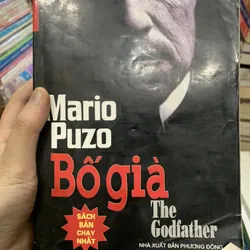 Mario
Puzo
Bố già
The
Godfather
SÁCH
BÁN
CHẠY
NHẤT
NHÀ XUẤT BẢN PHƯƠNG ĐÔNG